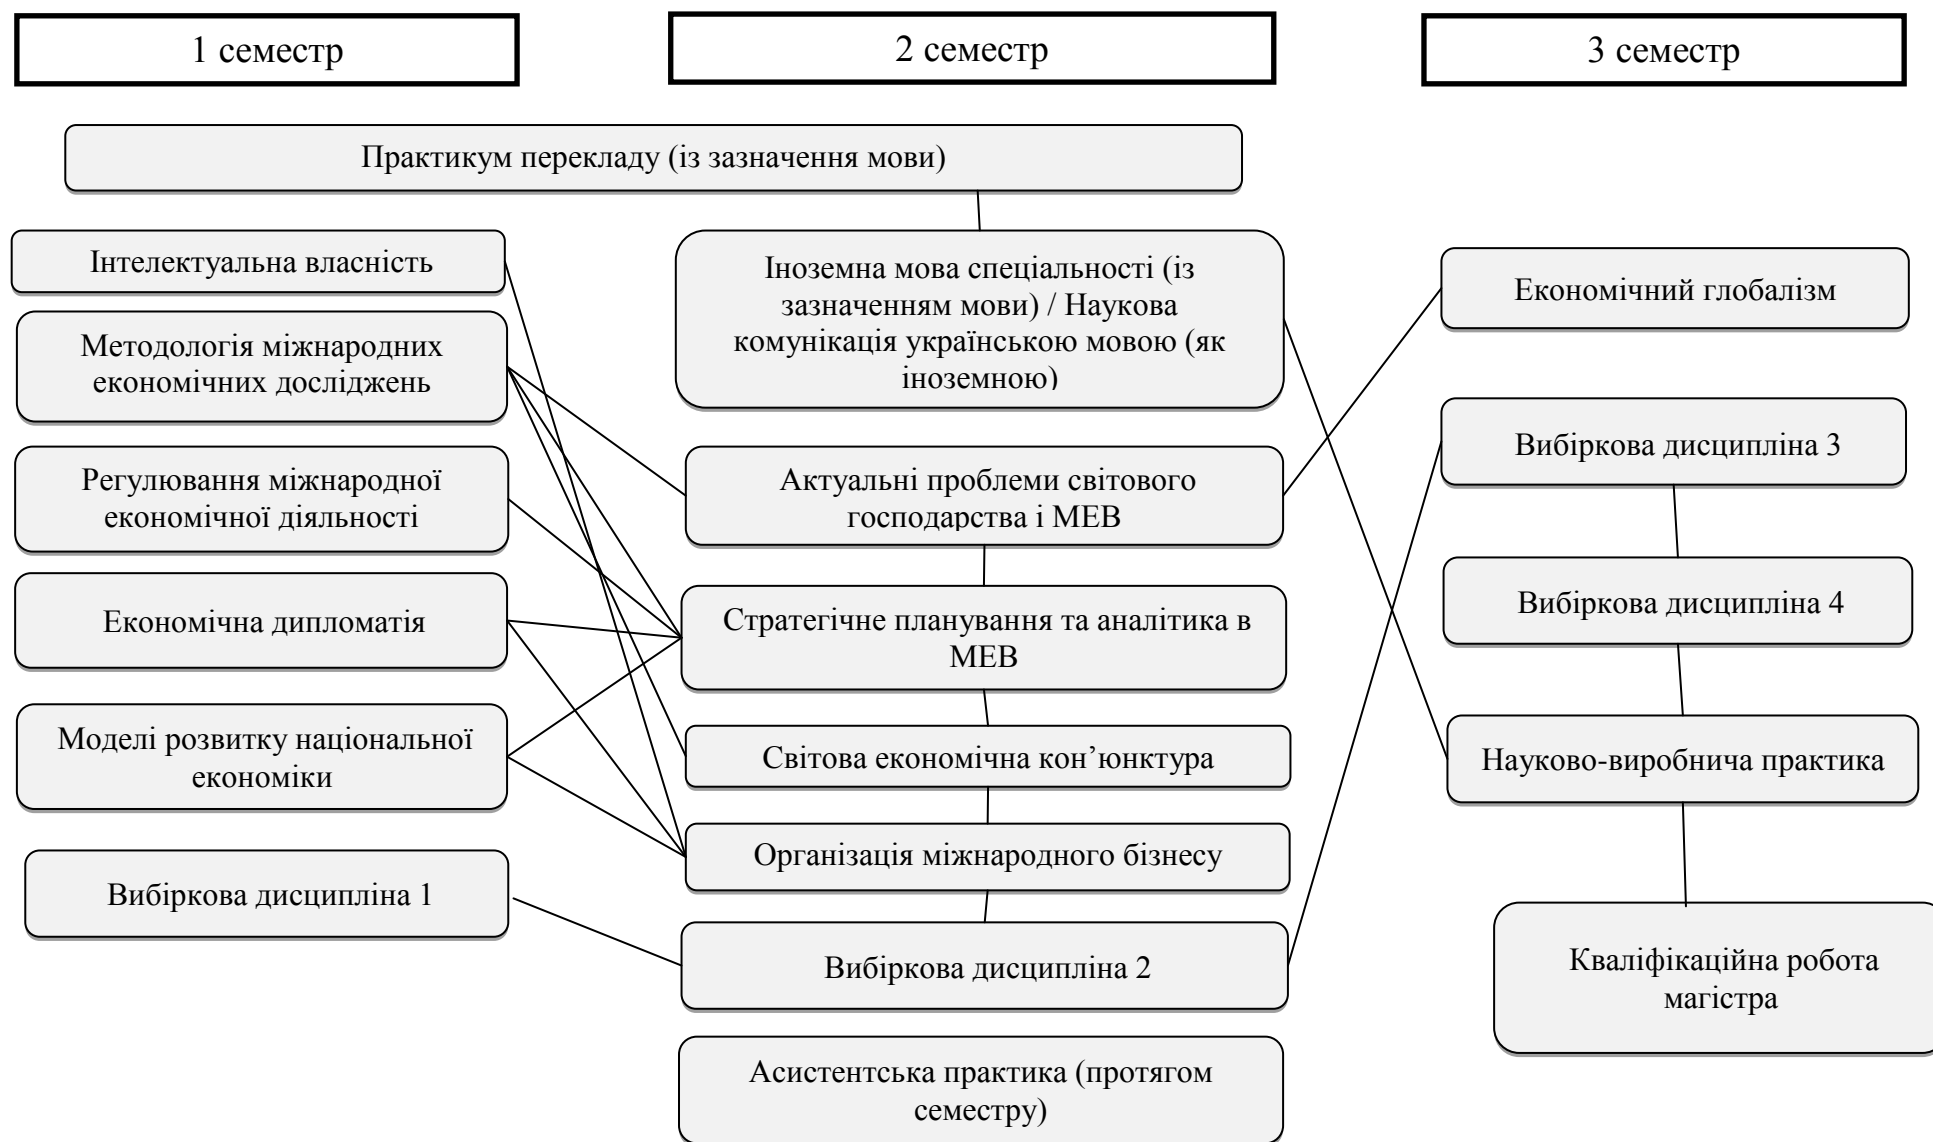 1 семестр
2 семестр
3 семестр
Практикум перекладу (із зазначення мови)
Інтелектуальна власність
Методологія міжнародних
економічних досліджень
Регулювання міжнародної
економічної діяльності
Економічна дипломатія
Моделі розвитку національної
економіки
Вибіркова дисципліна 1
Іноземна мова спеціальності (із
зазначенням мови) / Наукова
комунікація українською мовою (як
іноземною)
Актуальні проблеми світового
господарства і МЕВ
Стратегічне планування та аналітика в
МЕВ
Світова економічна кон’юнктура
Організація міжнародного бізнесу
Вибіркова дисципліна 2
Асистентська практика (протягом
семестру)
Економічний глобалізм
Вибіркова дисципліна 3
Вибіркова дисципліна 4
Науково-виробнича практика
Кваліфікаційна робота
магістра